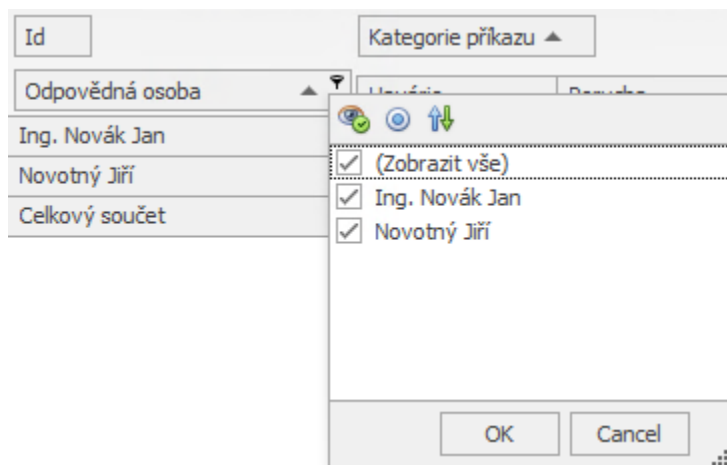 Id
Kategorie příkazu
Odpovědná osoba
Ing. Novák Jan
(Zobrazit vše)
Novotný Jiří
Ing. Novák Jan
Celkový součet
Novotný Jiří
OK
Cancel